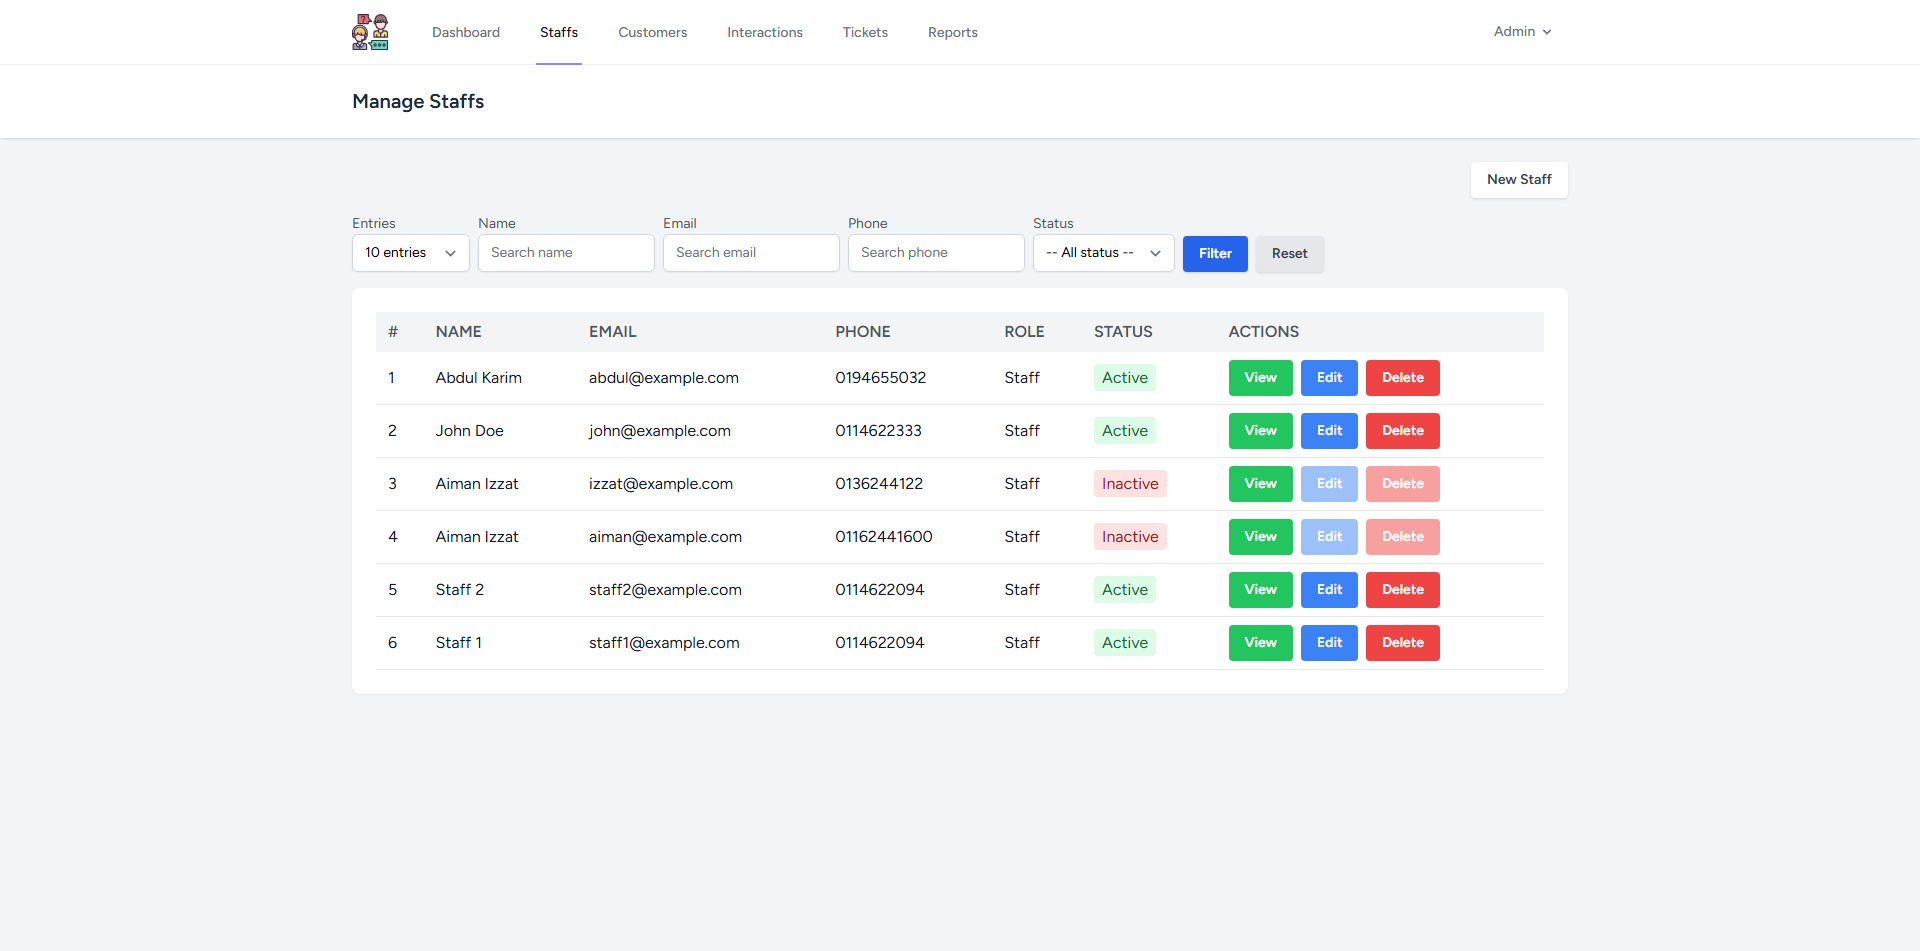 Dashboard Staffs Customers Interactions Tickets Reports Admin
Manage Staffs
New Staff
Entries Name Email Phone Status
10 entries Search name Search email Search phone -- All status -- Filter Reset
# NAME EMAIL PHONE ROLE STATUS ACTIONS
1 Abdul Karim abdul@example.com 0194655032 Staff Active View Edit Delete
2 John Doe john@example.com 0114622333 Staff Active View Edit Delete
3 Aiman Izzat izzat@example.com 0136244122 Staff Inactive View Edit Delete
4 Aiman Izzat aiman@example.com 01162441600 Staff Inactive View Edit Delete
5 Staff 2 staff2@example.com 0114622094 Staff Active View Edit Delete
6 Staff 1 staff1@example.com 0114622094 Staff Active View Edit Delete